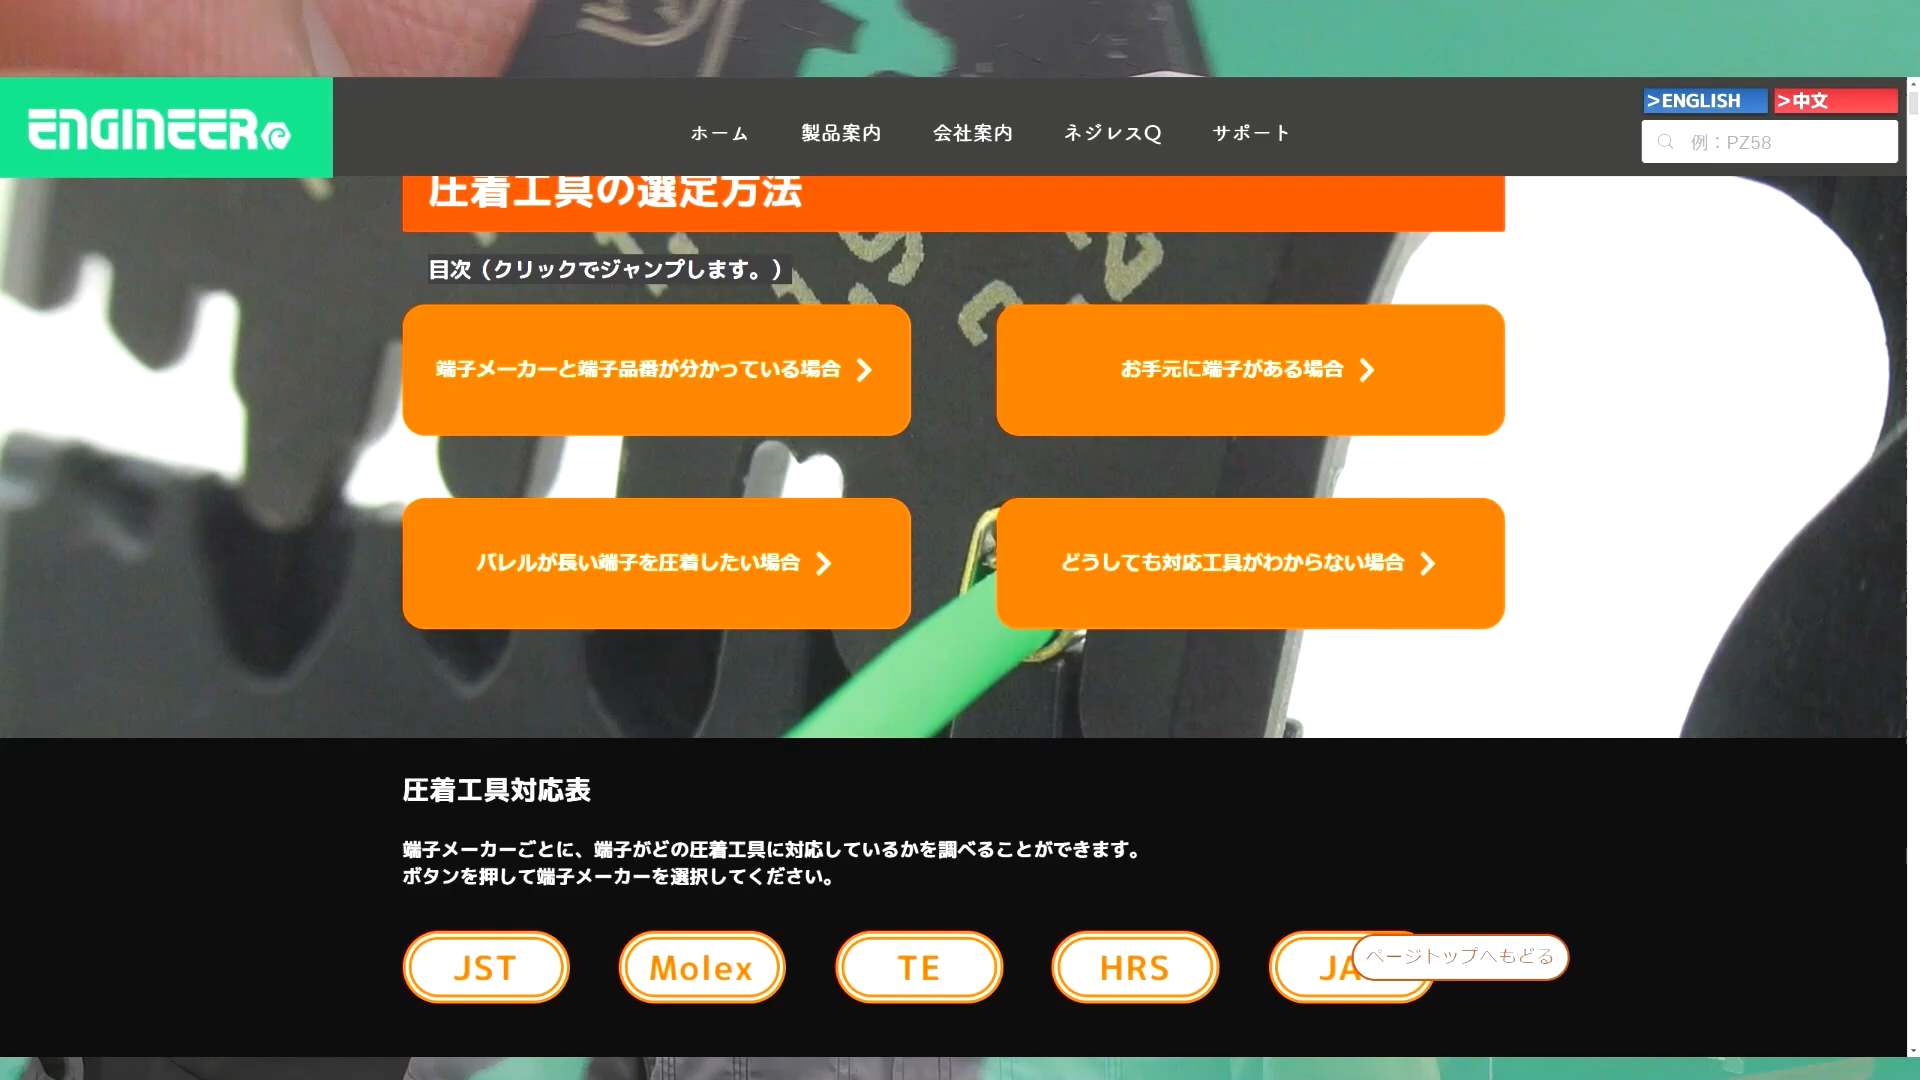 ENGINEER
ホーム
製品案内
会社案内
ネジレスQ
サポート
>ENGLISH
>中文
例：PZ58
圧着工具の選定方法
目次（クリックでジャンプします。）
端子メーカーと端子品番が分かっている場合
お手元に端子がある場合
バレルが長い端子を圧着したい場合
どうしても対応工具がわからない場合
圧着工具対応表
端子メーカーごとに、端子がどの圧着工具に対応しているかを調べることができます。
ボタンを押して端子メーカーを選択してください。
JST
Molex
TE
HRS
ページトップへもどる